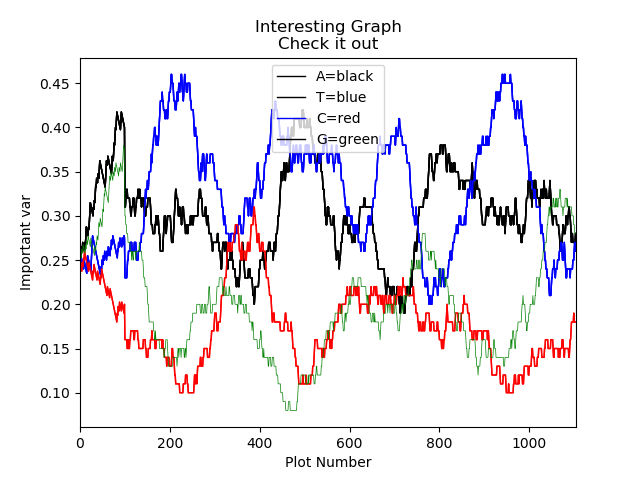 Interesting Graph
Check it out
A=black
T=blue
C=red
G=green
0.45
0.40
0.35
0.30
0.25
0.20
0.15
0.10
Important var
0 200 400 600 800 1000
Plot Number